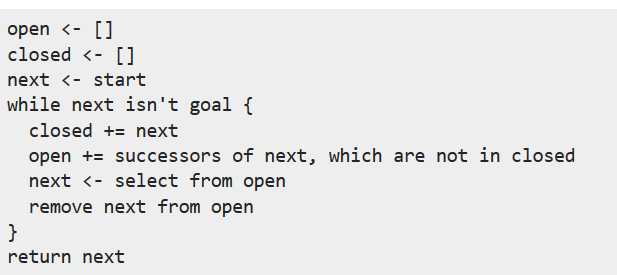 open <- []
closed <- []
next <- start
while next isn't goal {
  closed += next
  open += successors of next, which are not in closed
  next <- select from open
  remove next from open
}
return next